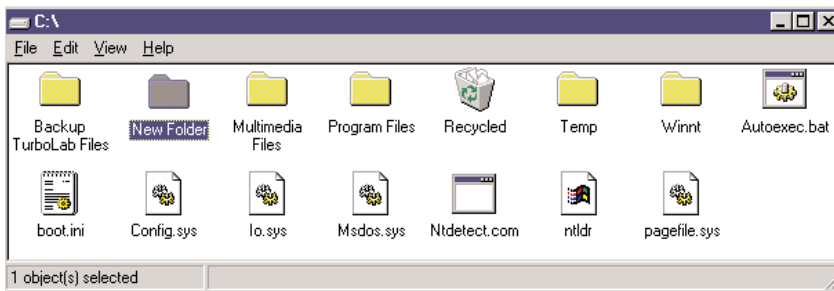 C:\
File Edit View Help
Backup New Folder Multimedia Program Files Recycled Temp Winnt Autoexec.bat
TurboLab Files Files
boot.ini Config.sys Io.sys Msdos.sys Ntdetect.com ntldr pagefile.sys
1 object(s) selected